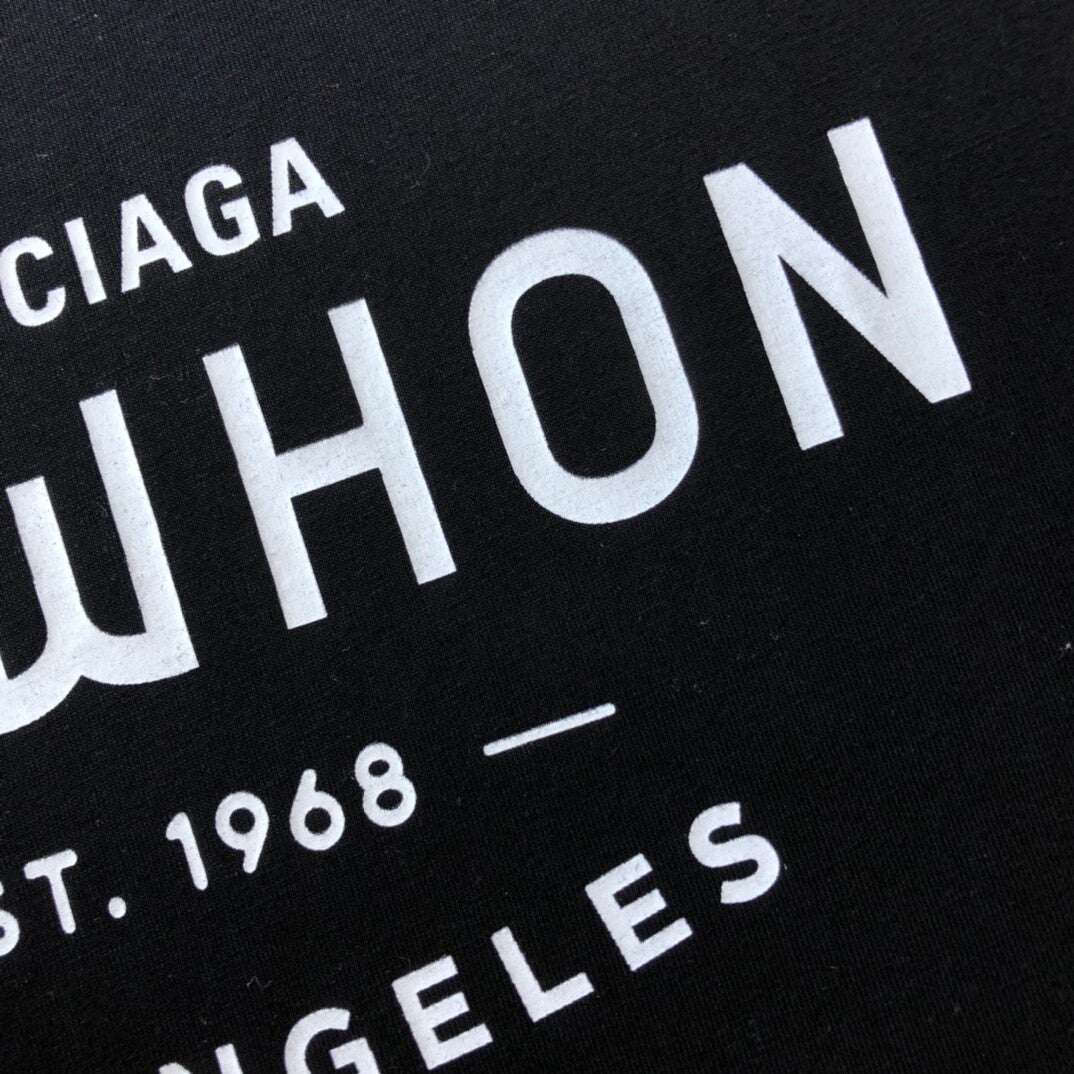 CIAGA
WHON
ST. 1968 —
NGELES